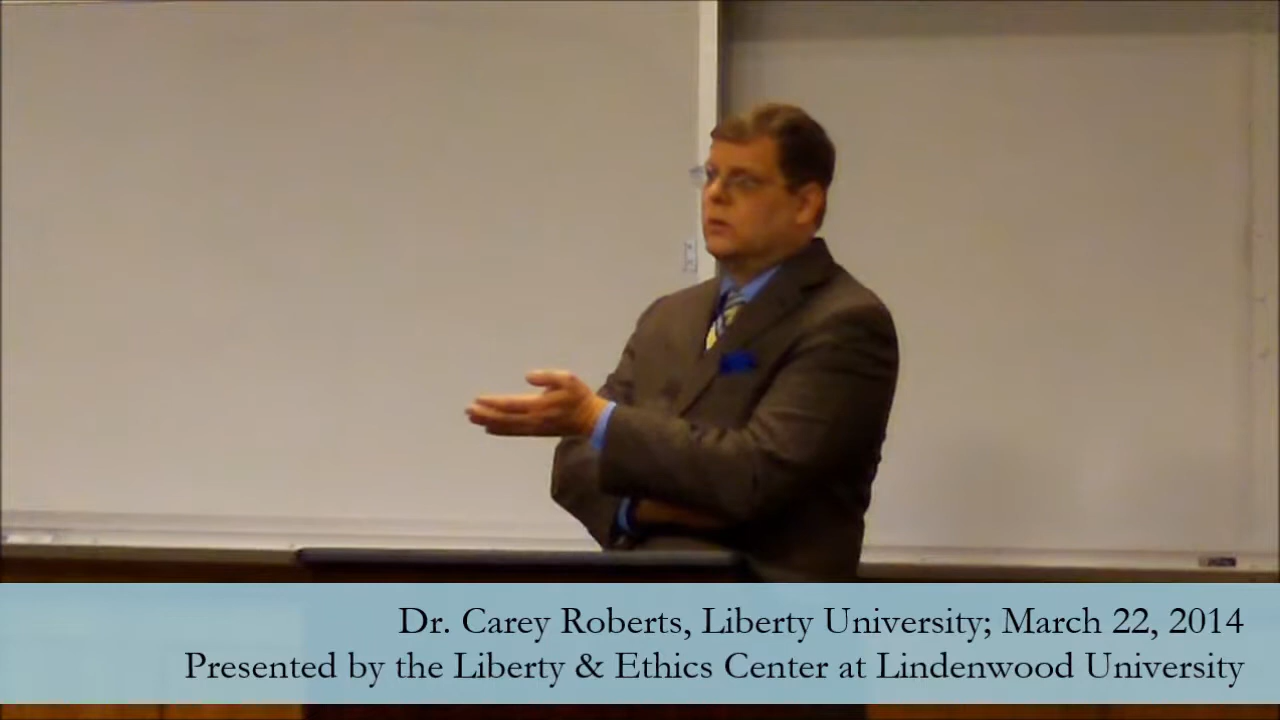 Dr. Carey Roberts, Liberty University; March 22, 2014
Presented by the Liberty & Ethics Center at Lindenwood University